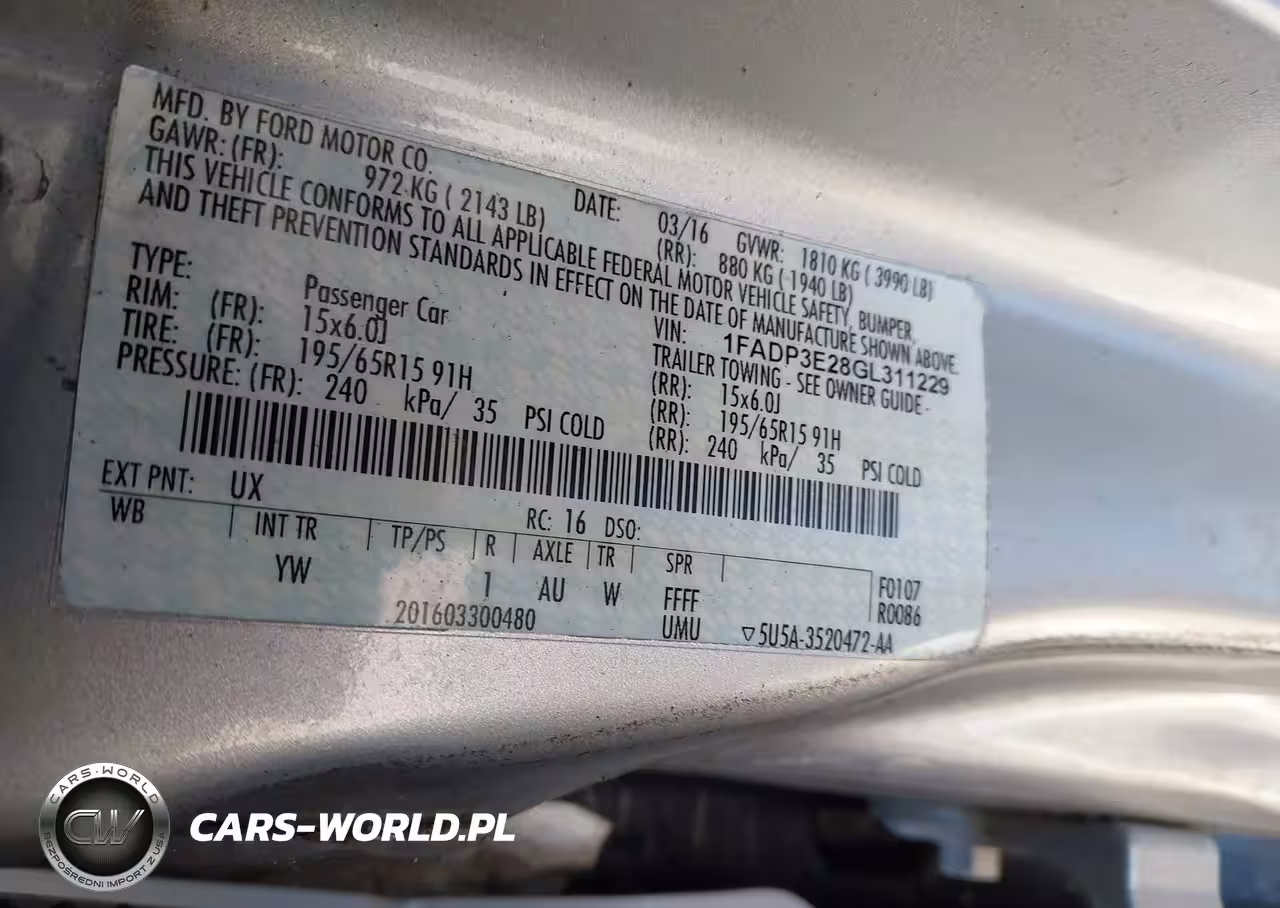 MFD. BY FORD MOTOR CO.
DATE: 03/16 GVWR: 1810 KG ( 3990 LB)
GAWR: (FR): 972 KG ( 2143 LB) (RR): 880 KG ( 1940 LB)
THIS VEHICLE CONFORMS TO ALL APPLICABLE FEDERAL MOTOR VEHICLE SAFETY, BUMPER,
AND THEFT PREVENTION STANDARDS IN EFFECT ON THE DATE OF MANUFACTURE SHOWN ABOVE.
VIN: 1FADP3E28GL311229
TYPE: Passenger Car TRAILER TOWING - SEE OWNER GUIDE -
RIM: (FR): 15x6.0J (RR): 15x6.0J
TIRE: (FR): 195/65R15 91H (RR): 195/65R15 91H
PRESSURE: (FR): 240 kPa/ 35 PSI COLD (RR): 240 kPa/ 35 PSI COLD
EXT PNT: UX RC: 16 DSO:
WB INT TR TP/PS R AXLE TR SPR
YW 1 AU W FFFF F0107
R0086
201603300480 UMU ▽5U5A-3520472-AA
CARS-WORLD
CW
BEZPOŚREDNI IMPORT Z USA
CARS-WORLD.PL